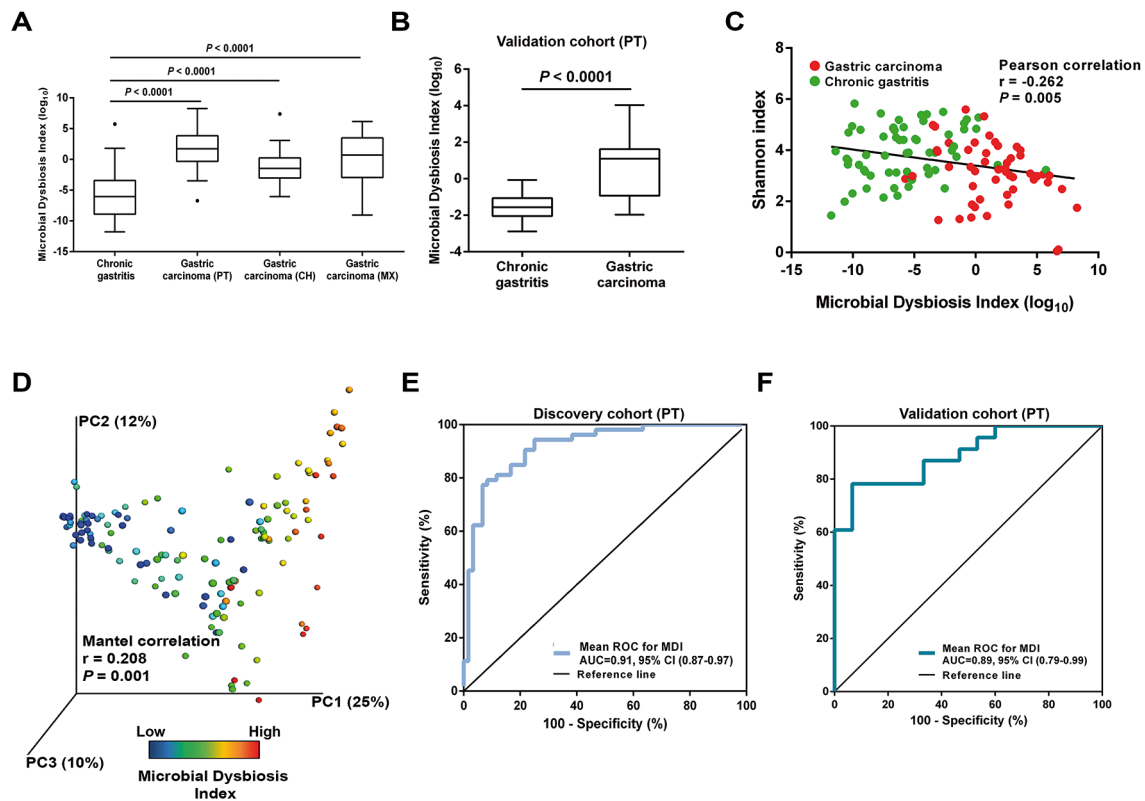 A
P < 0.0001
P < 0.0001
P < 0.0001
Microbial Dysbiosis Index (log10)
10
5
0
-5
-10
-15
Chronic gastritis
Gastric carcinoma (PT)
Gastric carcinoma (CH)
Gastric carcinoma (MX)
B
Validation cohort (PT)
P < 0.0001
Microbial Dysbiosis Index (log10)
6
4
2
0
-2
-4
Chronic
gastritis
Gastric
carcinoma
C
Gastric carcinoma
Chronic gastritis
Pearson correlation
r = -0.262
P = 0.005
Shannon index
8
6
4
2
0
-15
-10
-5
0
5
10
Microbial Dysbiosis Index (log10)
D
PC2 (12%)
Mantel correlation
r = 0.208
P = 0.001
PC1 (25%)
PC3 (10%)
Low
High
Microbial Dysbiosis
Index
E
Discovery cohort (PT)
Sensitivity (%)
100
80
60
40
20
0
Mean ROC for MDI
AUC=0.91, 95% CI (0.87-0.97)
Reference line
0
20
40
60
80
100
100 - Specificity (%)
F
Validation cohort (PT)
Sensitivity (%)
100
80
60
40
20
0
Mean ROC for MDI
AUC=0.89, 95% CI (0.79-0.99)
Reference line
0
20
40
60
80
100
100 - Specificity (%)